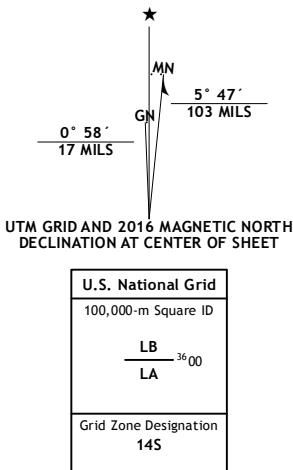 ★
MN
GN
5° 47´
103 MILS
0° 58´
17 MILS
UTM GRID AND 2016 MAGNETIC NORTH
DECLINATION AT CENTER OF SHEET
U.S. National Grid
100,000-m Square ID
LB
3600
LA
Grid Zone Designation
14S